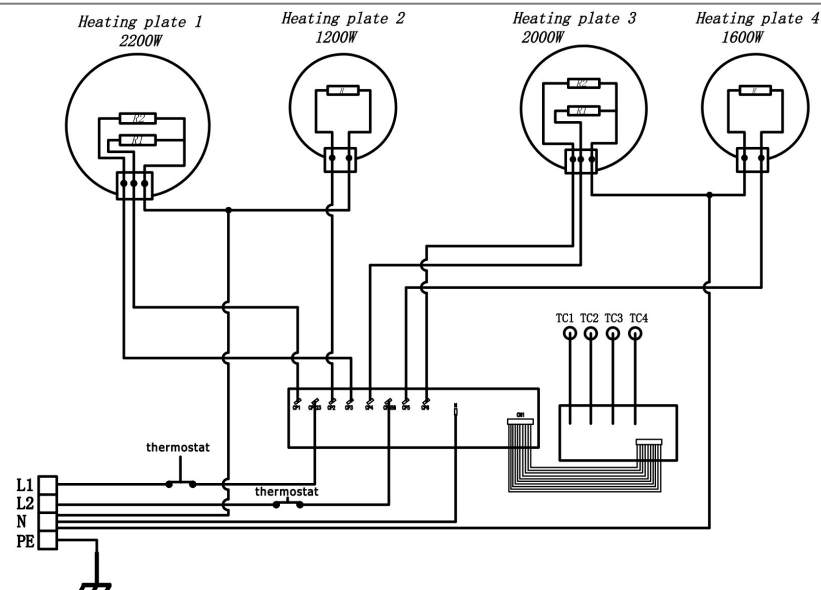 Heating plate 1
2200W
Heating plate 2
1200W
Heating plate 3
2000W
Heating plate 4
1600W
R2
R1
R2
R1
TC1 TC2 TC3 TC4
CN1
thermostat
thermostat
L1
L2
N
PE